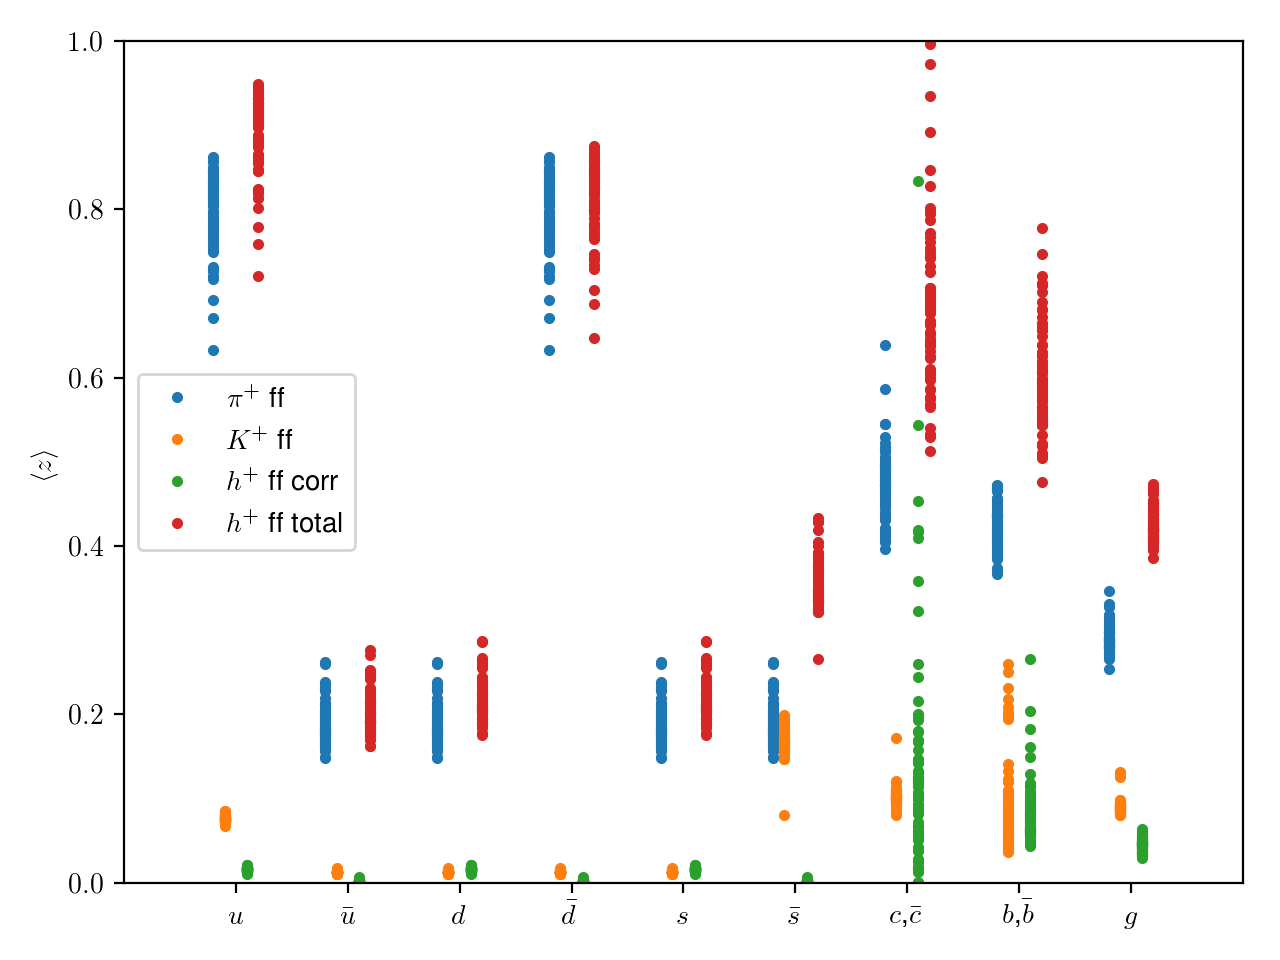 1.0
0.8
0.6
0.4
0.2
0.0
⟨z⟩
π⁺ ff
K⁺ ff
h⁺ ff corr
h⁺ ff total
u ū d d̄ s s̄ c,c̄ b,b̄ g